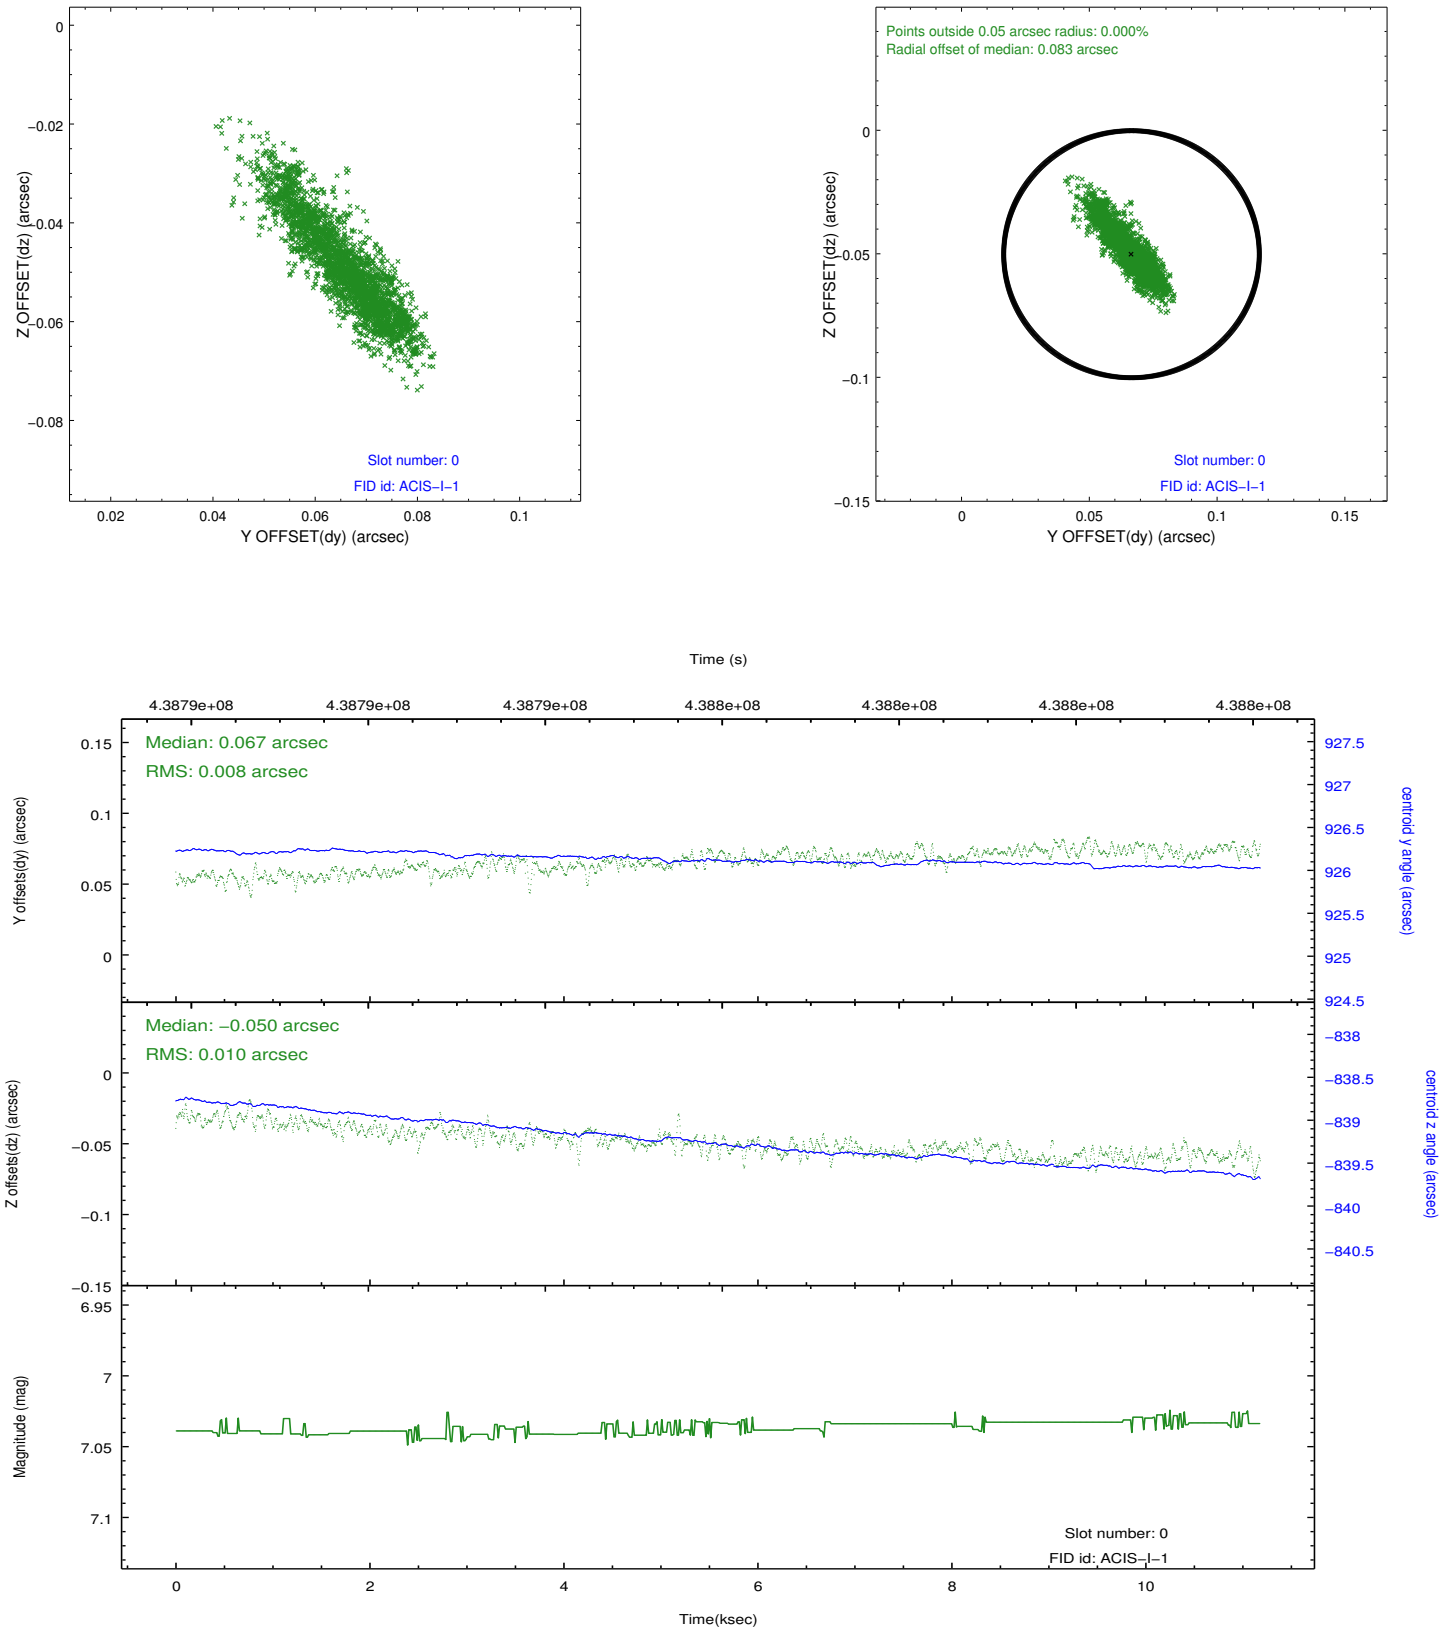 0
−0.02
−0.04
−0.06
−0.08
Z OFFSET(dz) (arcsec)
Slot number: 0
FID id: ACIS−I−1
0.02 0.04 0.06 0.08 0.1
Y OFFSET(dy) (arcsec)
Points outside 0.05 arcsec radius: 0.000%
Radial offset of median: 0.083 arcsec
0
−0.05
−0.1
−0.15
Z OFFSET(dz) (arcsec)
Slot number: 0
FID id: ACIS−I−1
0 0.05 0.1 0.15
Y OFFSET(dy) (arcsec)
Time (s)
4.3879e+08 4.3879e+08 4.3879e+08 4.388e+08 4.388e+08 4.388e+08 4.388e+08
Median: 0.067 arcsec
RMS: 0.008 arcsec
0.15
0.1
0.05
0
Y offsets(dy) (arcsec)
927.5
927
926.5
926
925.5
925
924.5
centroid y angle (arcsec)
Median: −0.050 arcsec
RMS: 0.010 arcsec
0
−0.05
−0.1
−0.15
Z offsets(dz) (arcsec)
−838
−838.5
−839
−839.5
−840
−840.5
centroid z angle (arcsec)
6.95
7
7.05
7.1
Magnitude (mag)
Slot number: 0
FID id: ACIS−I−1
0 2 4 6 8 10
Time(ksec)